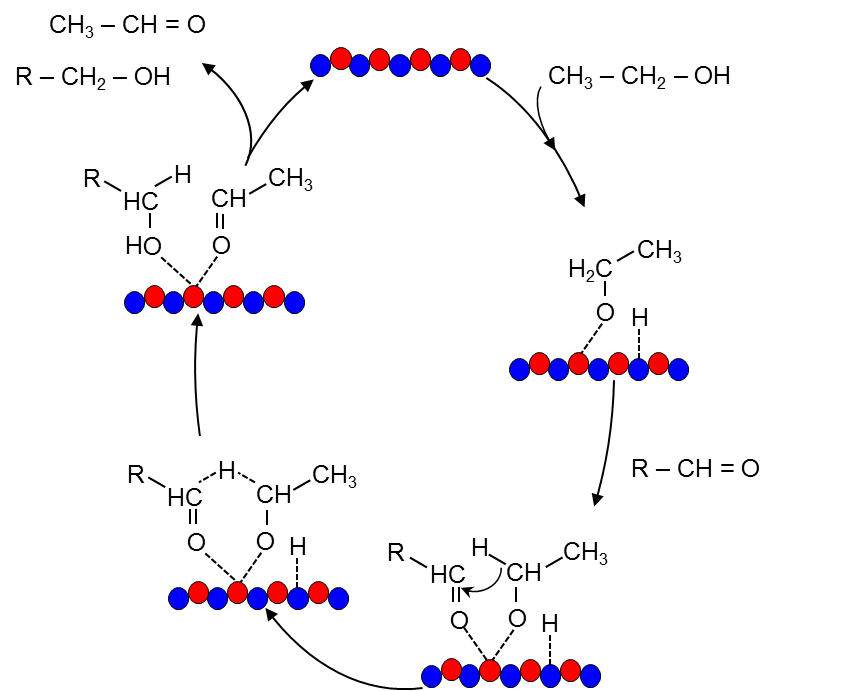 CH₃ – CH = O
R – CH₂ – OH
CH₃ – CH₂ – OH
R
H
HC
HO
CH
CH₃
O
H₂C
CH₃
O
H
R – CH = O
R
H
HC
CH
CH₃
O
O
H
R
H
HC
CH
CH₃
O
O
H